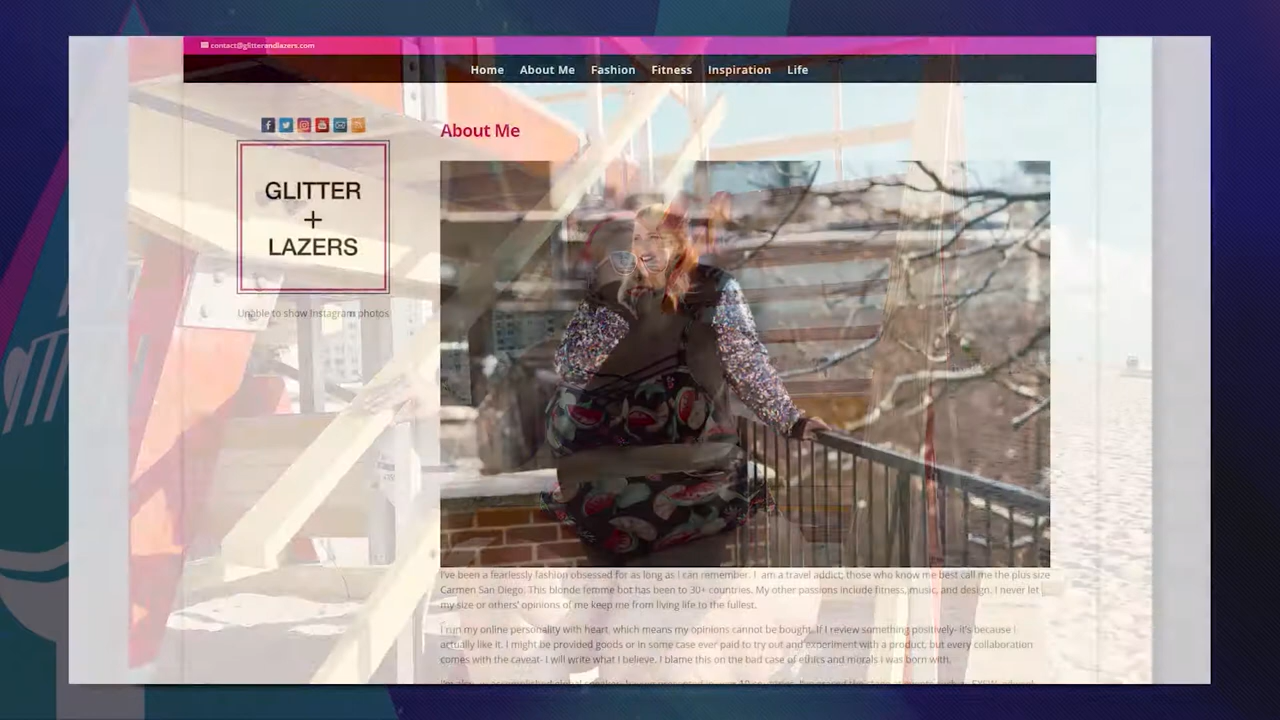 contact@glitterandlazers.com
Home About Me Fashion Fitness Inspiration Life
About Me
GLITTER
+
LAZERS
Unable to show Instagram photos
I've been a fearlessly fashion obsessed for as long as I can remember. I am a travel addict; those who know me best call me the plus size
Carmen San Diego. This blonde femme bot has been to 30+ countries. My other passions include fitness, music, and design. I never let
my size or others' opinions of me keep me from living life to the fullest.
I run my online personality with heart, which means my opinions cannot be bought. If I review something positively- it's because I
actually like it. I might be provided goods or in some case ever paid to try out and experiment with a product, but every collaboration
comes with the caveat- I will write what I believe. I blame this on the bad case of ethics and morals I was born with.